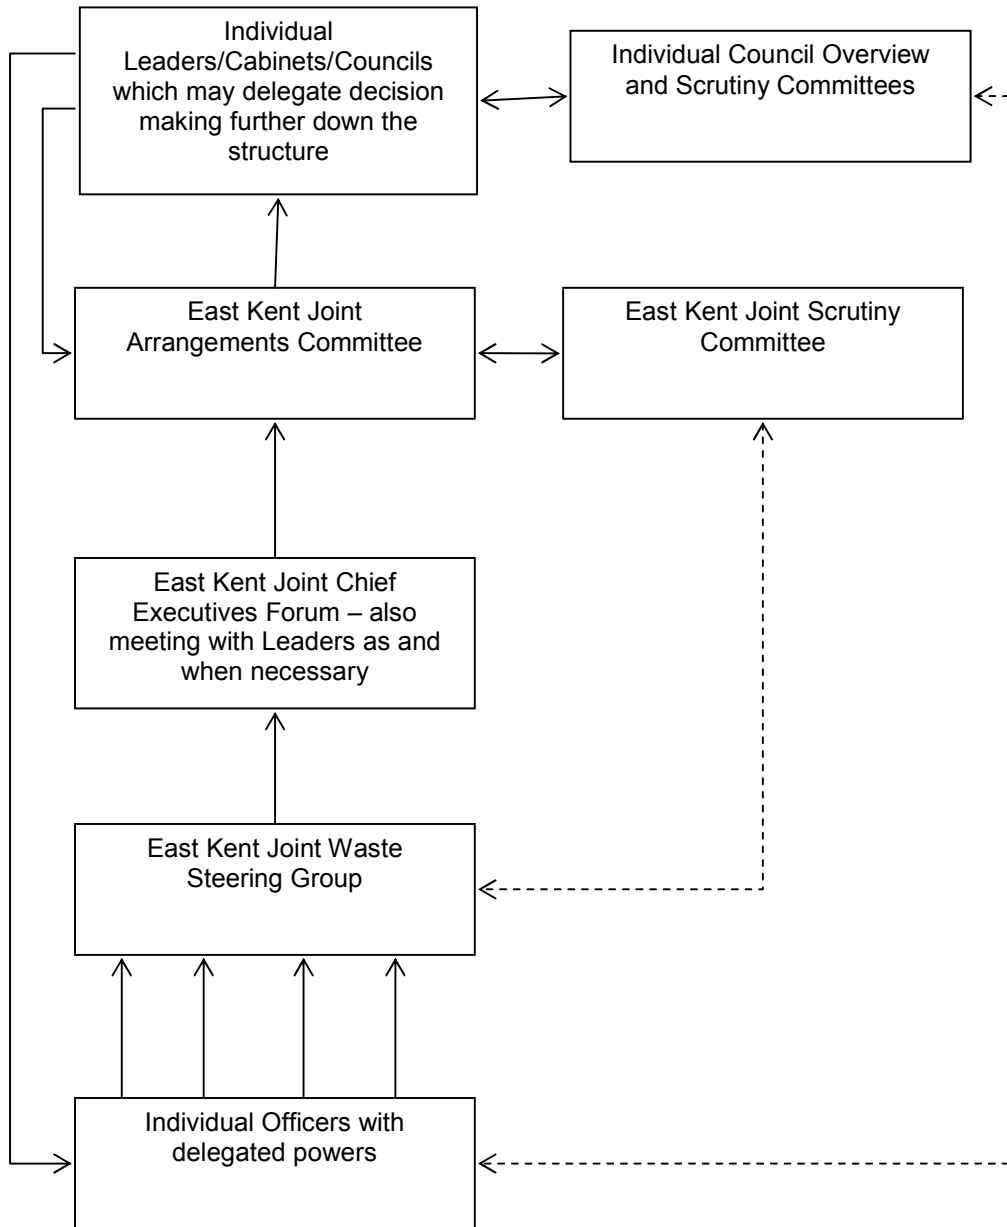 Individual
Leaders/Cabinets/Councils
which may delegate decision
making further down the
structure
Individual Council Overview
and Scrutiny Committees
East Kent Joint
Arrangements Committee
East Kent Joint Scrutiny
Committee
East Kent Joint Chief
Executives Forum – also
meeting with Leaders as and
when necessary
East Kent Joint Waste
Steering Group
Individual Officers with
delegated powers